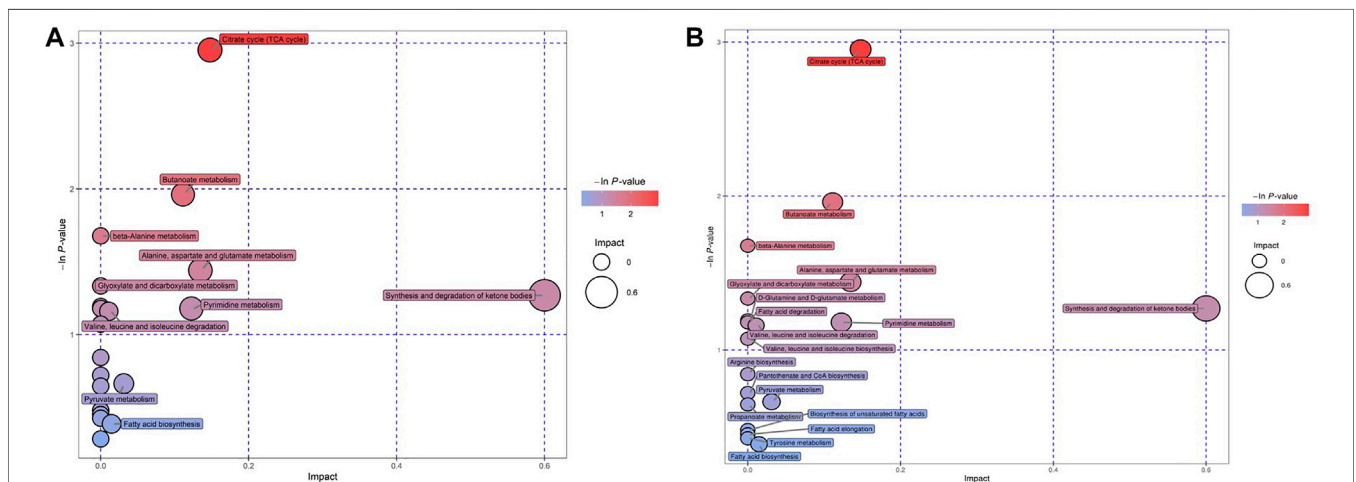 A
Citrate cycle (TCA cycle)
Butanoate metabolism
beta-Alanine metabolism
Alanine, aspartate and glutamate metabolism
Glyoxylate and dicarboxylate metabolism
Synthesis and degradation of ketone bodies
Pyrimidine metabolism
Valine, leucine and isoleucine degradation
Pyruvate metabolism
Fatty acid biosynthesis
3
2
1
−ln P-value
0.0
0.2
0.4
0.6
Impact
−ln P-value
1 2
Impact
0
0.6
B
Citrate cycle (TCA cycle)
Butanoate metabolism
beta-Alanine metabolism
Alanine, aspartate and glutamate metabolism
Glyoxylate and dicarboxylate metabolism
D-Glutamine and D-glutamate metabolism
Fatty acid degradation
Synthesis and degradation of ketone bodies
Pyrimidine metabolism
Valine, leucine and isoleucine degradation
Valine, leucine and isoleucine biosynthesis
Arginine biosynthesis
Pantothenate and CoA biosynthesis
Pyruvate metabolism
Propanoate metabolism
Biosynthesis of unsaturated fatty acids
Fatty acid elongation
Tyrosine metabolism
Fatty acid biosynthesis
3
2
1
−ln P-value
0.0
0.2
0.4
0.6
Impact
−ln P-value
1 2
Impact
0
0.6